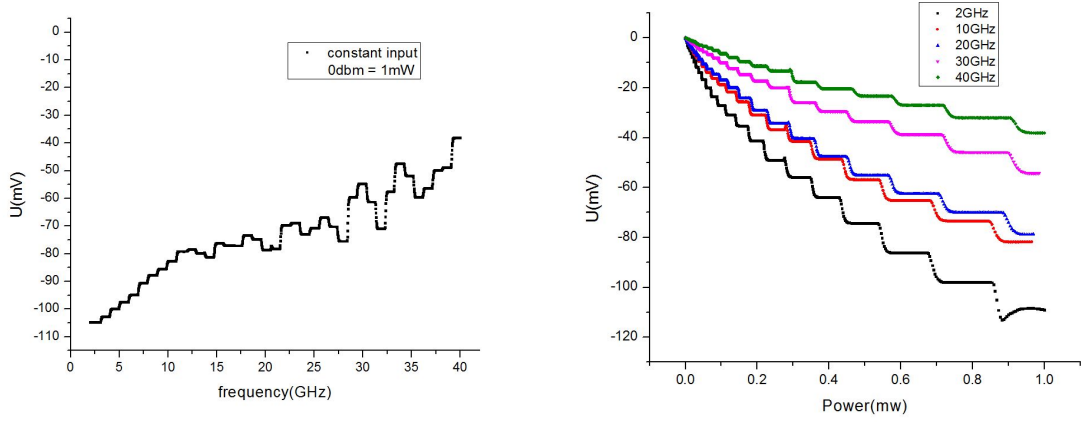 0
-10
-20
-30
-40
-50
-60
-70
-80
-90
-100
-110
U(mV)
constant input
0dbm = 1mW
0 5 10 15 20 25 30 35 40
frequency(GHz)
2GHz
10GHz
20GHz
30GHz
40GHz
0
-20
-40
-60
-80
-100
-120
U(mV)
0.0 0.2 0.4 0.6 0.8 1.0
Power(mw)